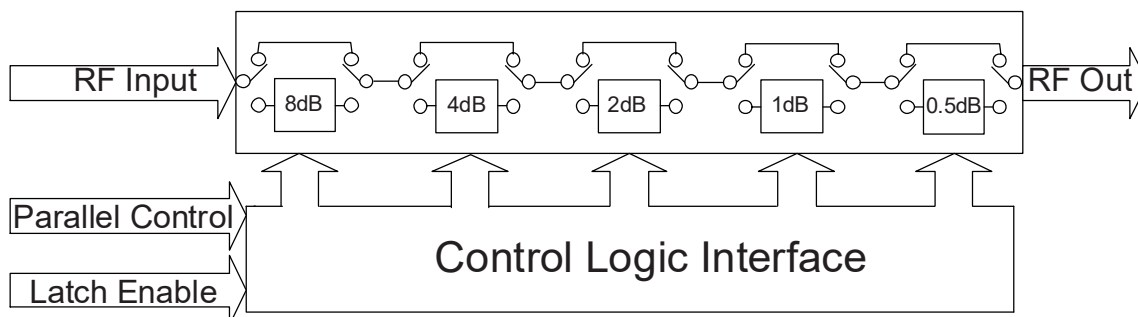 RF Input
RF Out
8dB
4dB
2dB
1dB
0.5dB
Parallel Control
Control Logic Interface
Latch Enable